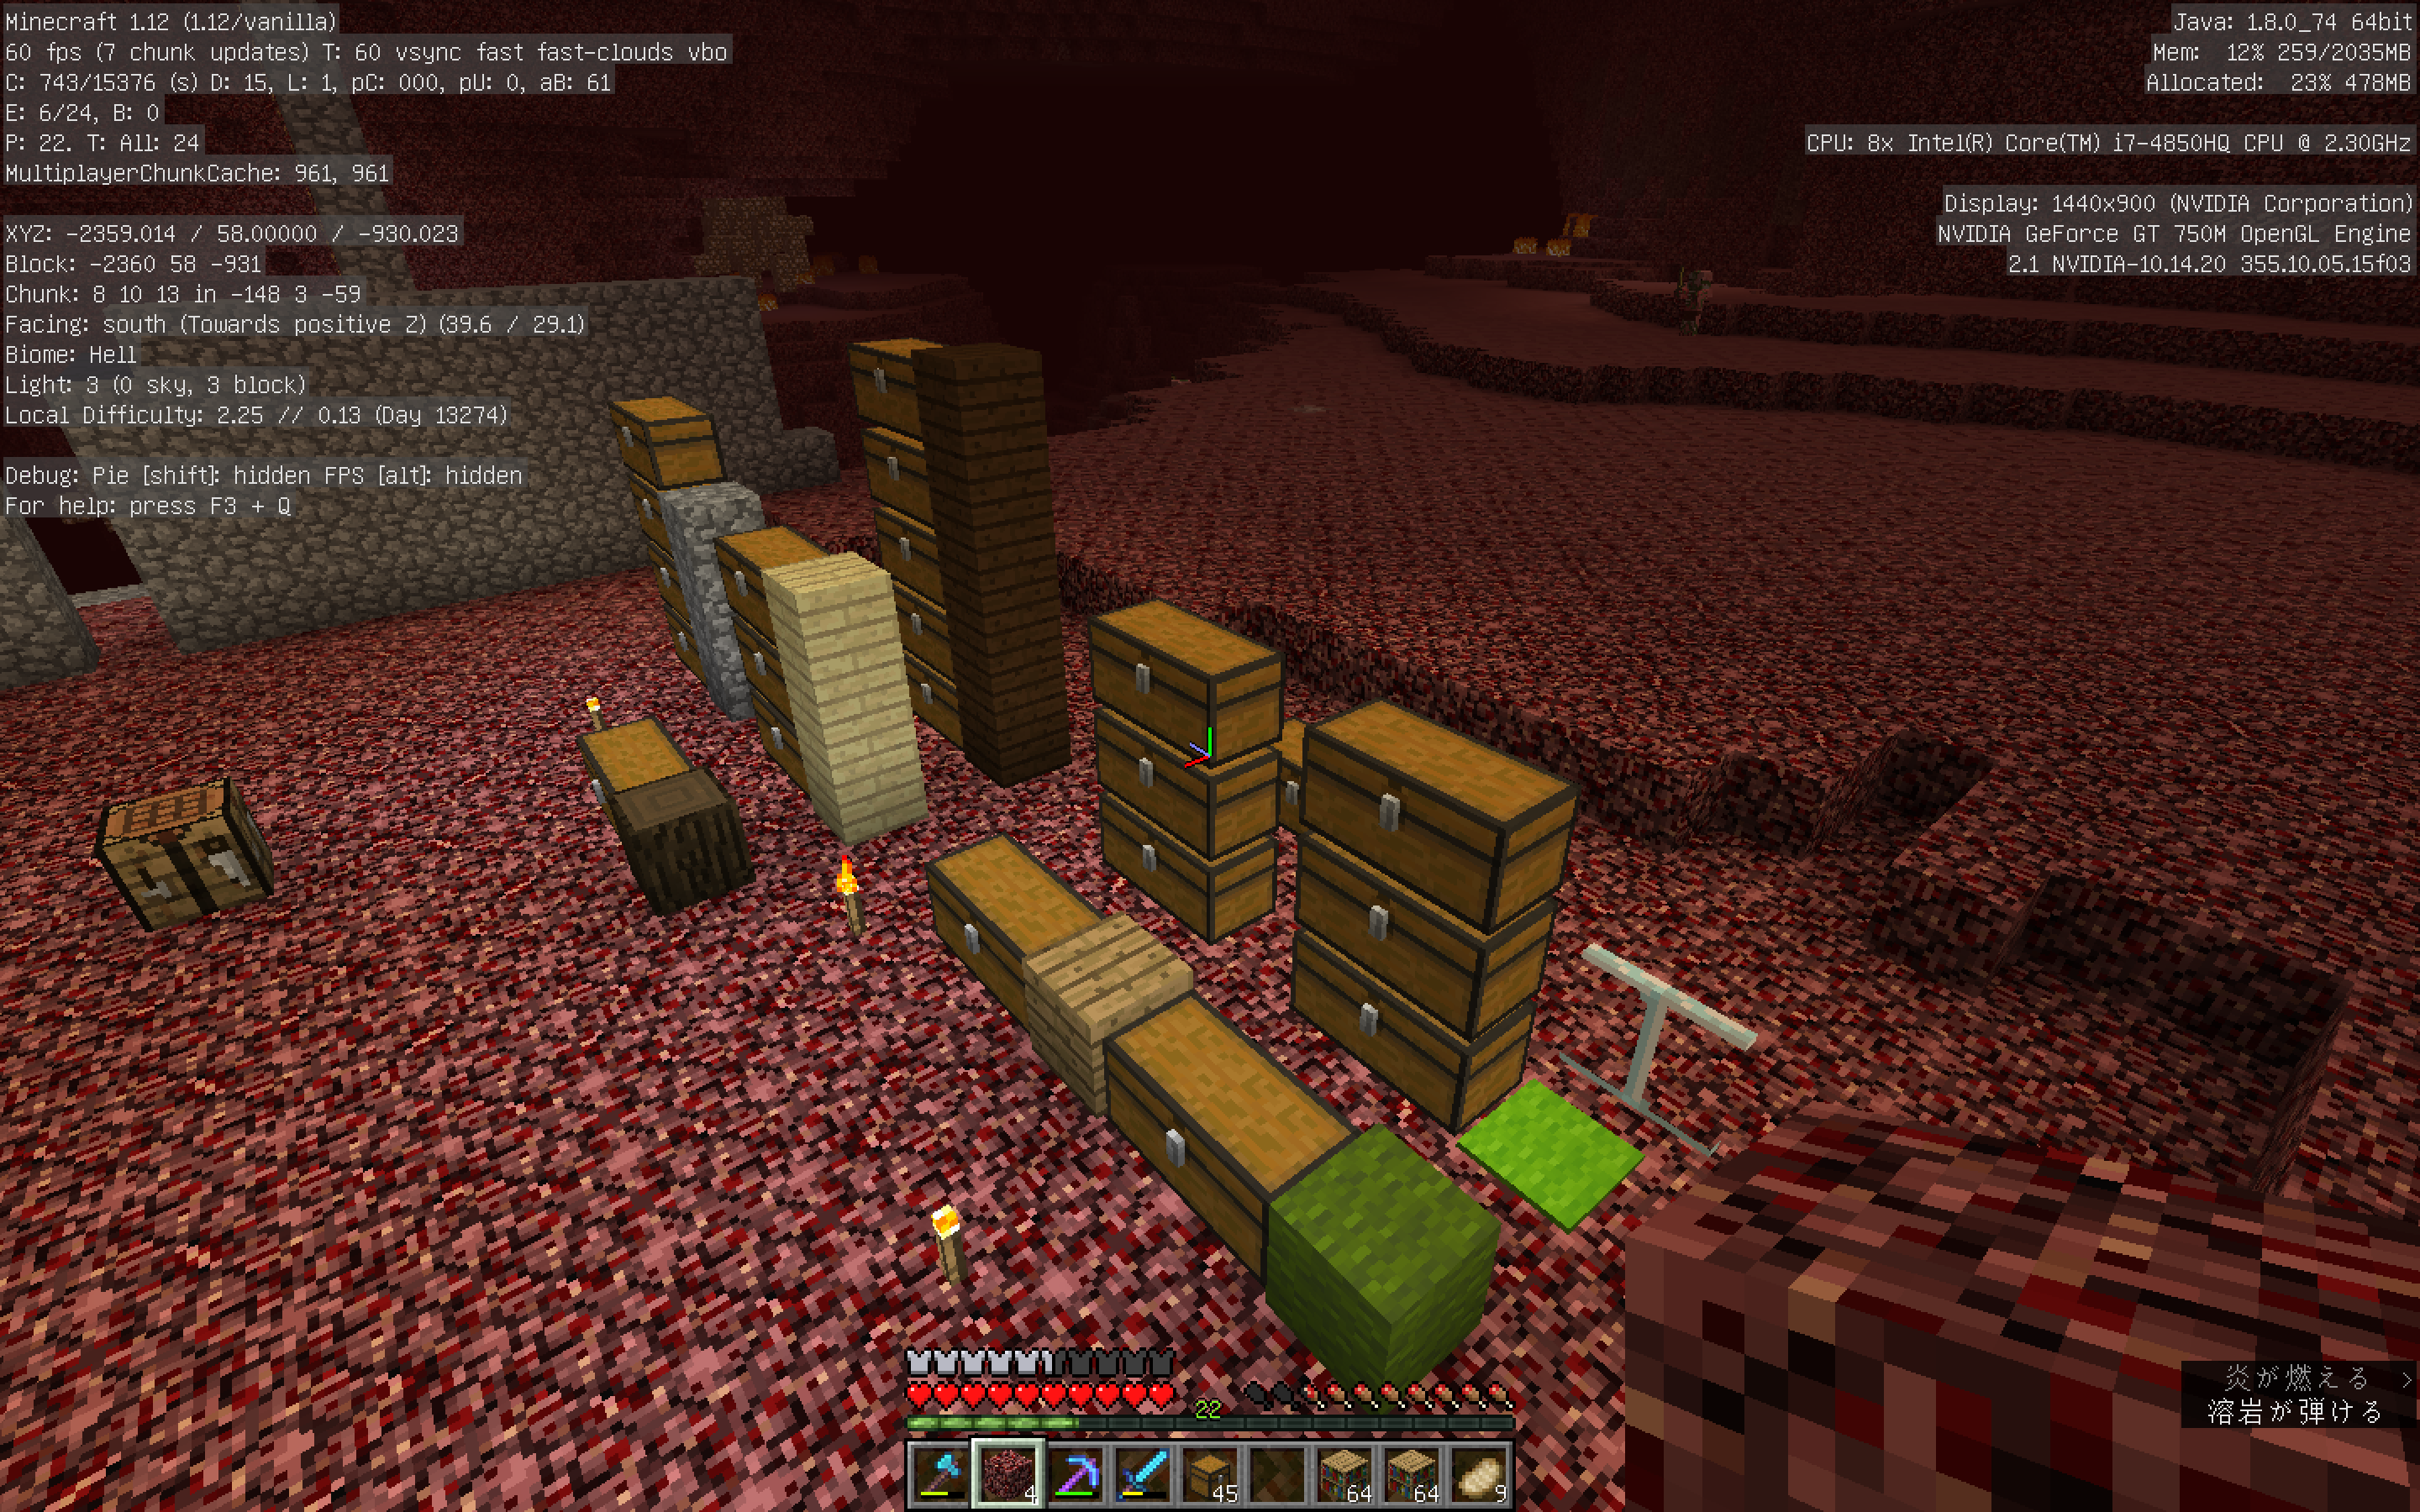 Minecraft 1.12 (1.12/vanilla)
60 fps (7 chunk updates) T: 60 vsync fast fast-clouds vbo
C: 743/15376 (s) D: 15, L: 1, pC: 000, pU: 0, aB: 61
E: 6/24, B: 0
P: 22. T: All: 24
MultiplayerChunkCache: 961, 961
XYZ: -2359.014 / 58.00000 / -930.023
Block: -2360 58 -931
Chunk: 8 10 13 in -148 3 -59
Facing: south (Towards positive Z) (39.6 / 29.1)
Biome: Hell
Light: 3 (0 sky, 3 block)
Local Difficulty: 2.25 // 0.13 (Day 13274)
Debug: Pie [shift]: hidden FPS [alt]: hidden
For help: press F3 + Q
Java: 1.8.0_74 64bit
Mem: 12% 259/2035MB
Allocated: 23% 478MB
CPU: 8x Intel(R) Core(TM) i7-4850HQ CPU @ 2.30GHz
Display: 1440x900 (NVIDIA Corporation)
NVIDIA GeForce GT 750M OpenGL Engine
2.1 NVIDIA-10.14.20 355.10.05.15f03
炎が燃える >
溶岩が弾ける
22
4 45 64 64 9